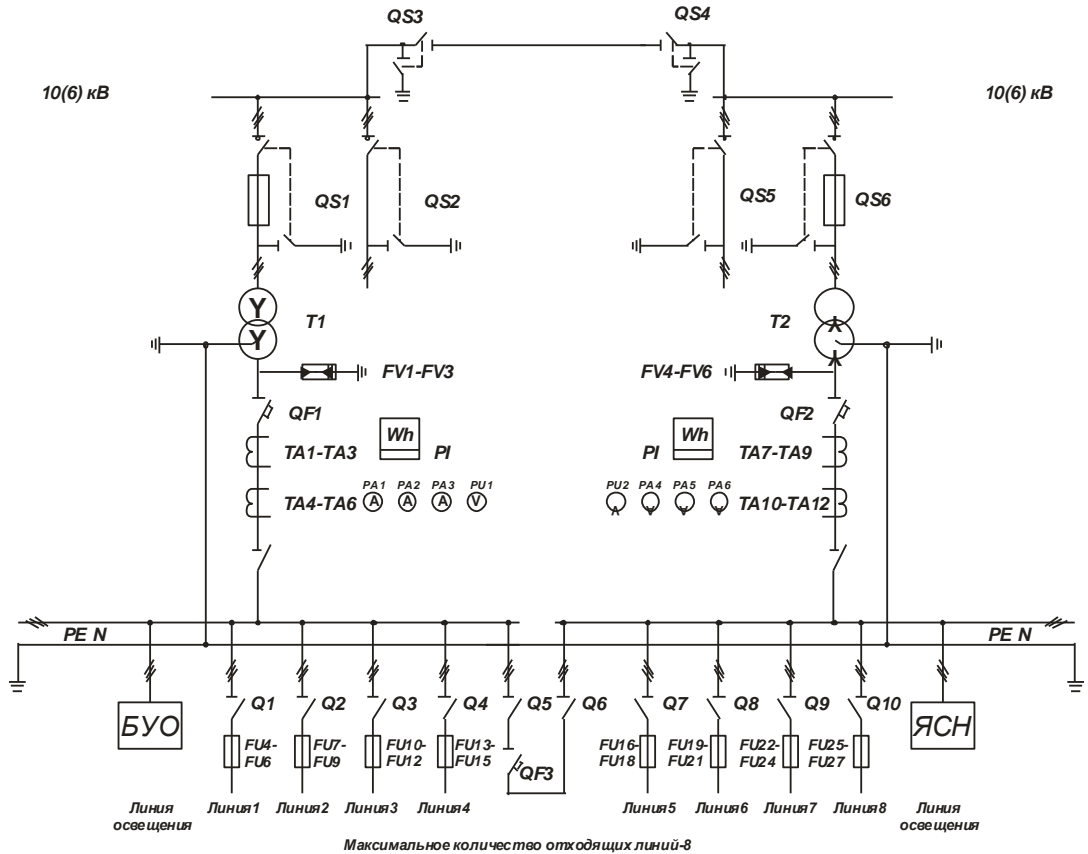 QS3
QS4
10(6) кВ
10(6) кВ
QS1
QS2
QS5
QS6
Y
Y
T1
T2
FV1-FV3
FV4-FV6
QF1
QF2
Wh
PI
PI
Wh
TA1-TA3
TA7-TA9
PA1
PA2
PA3
PU1
PU2
PA4
PA5
PA6
TA4-TA6
A
A
A
V
TA10-TA12
PE N
PE N
БУО
Q1
Q2
Q3
Q4
Q5
Q6
Q7
Q8
Q9
Q10
ЯСН
FU4-
FU6
FU7-
FU9
FU10-
FU12
FU13-
FU15
QF3
FU16-
FU18
FU19-
FU21
FU22-
FU24
FU25-
FU27
Линия
освещения
Линия1
Линия2
Линия3
Линия4
Линия5
Линия6
Линия7
Линия8
Линия
освещения
Максимальное количество отходящих линий-8